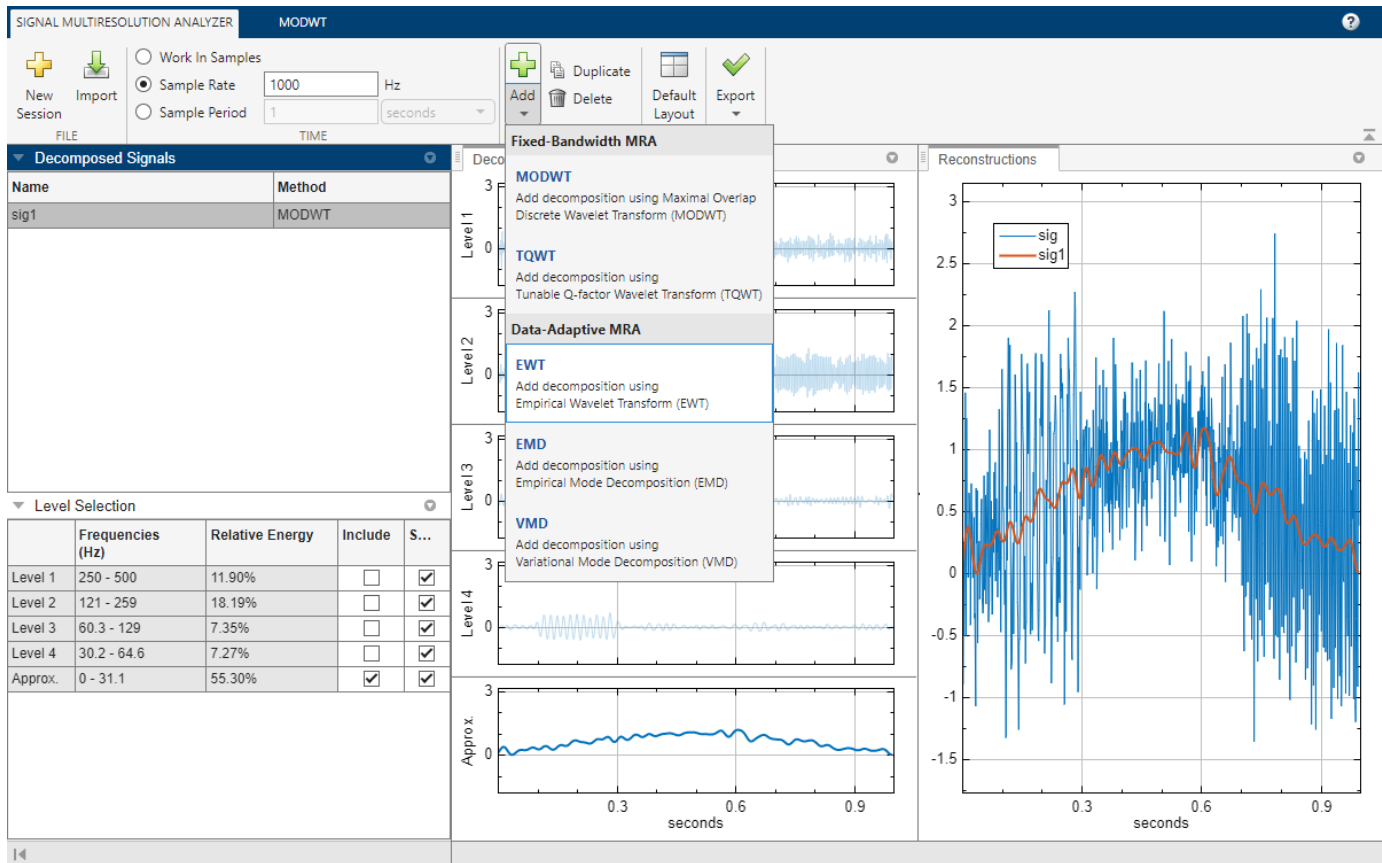 SIGNAL MULTIRESOLUTION ANALYZER
MODWT
?
New
Session
Import
FILE
Work In Samples
Sample Rate
1000
Hz
Sample Period
1
seconds
TIME
Add
Duplicate
Delete
Default
Layout
Export
Decomposed Signals
Name
Method
sig1
MODWT
Level Selection
Frequencies
(Hz)
Relative Energy
Include
S...
Level 1
250 - 500
11.90%
Level 2
121 - 259
18.19%
Level 3
60.3 - 129
7.35%
Level 4
30.2 - 64.6
7.27%
Approx.
0 - 31.1
55.30%
Deco
Fixed-Bandwidth MRA
MODWT
Add decomposition using Maximal Overlap
Discrete Wavelet Transform (MODWT)
TQWT
Add decomposition using
Tunable Q-factor Wavelet Transform (TQWT)
Data-Adaptive MRA
EWT
Add decomposition using
Empirical Wavelet Transform (EWT)
EMD
Add decomposition using
Empirical Mode Decomposition (EMD)
VMD
Add decomposition using
Variational Mode Decomposition (VMD)
3
Level 1
0
3
Level 2
0
3
Level 3
0
3
Level 4
0
3
Approx.
0
0.3
0.6
0.9
seconds
Reconstructions
sig
sig1
3
2.5
2
1.5
1
0.5
0
-0.5
-1
-1.5
0.3
0.6
0.9
seconds